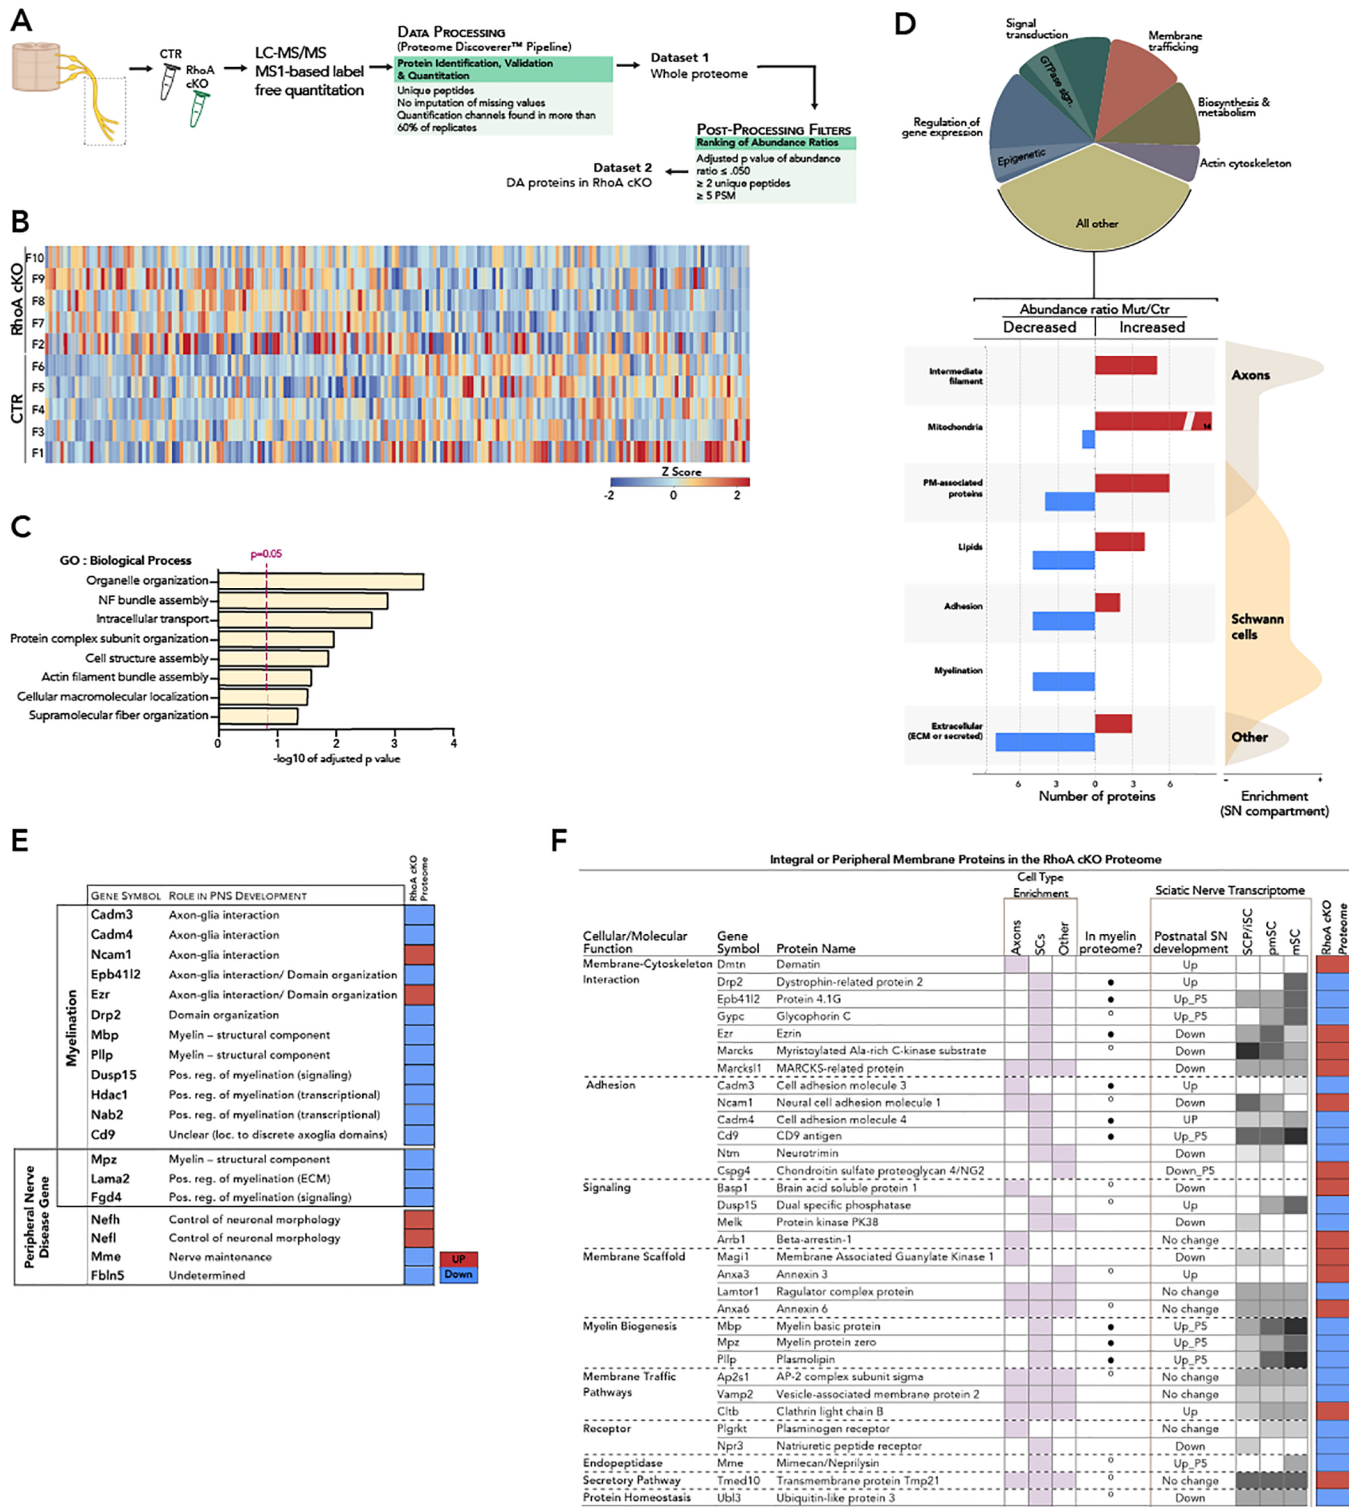 A
CTR
RhoA
cKO
LC-MS/MS
MS1-based label
free quantitation
DATA PROCESSING
(Proteome Discoverer™ Pipeline)
Protein Identification, Validation
& Quantitation
Unique peptides
No imputation of missing values
Quantification channels found in more than
60% of replicates
Dataset 1
Whole proteome
POST-PROCESSING FILTERS
Ranking of Abundance Ratios
Adjusted p value of abundance
ratio ≤ .050
≥ 2 unique peptides
≥ 5 PSM
Dataset 2
DA proteins in RhoA cKO
B
RhoA cKO
F10
F9
F8
F7
F2
CTR
F6
F5
F4
F3
F1
Z Score
-2 0 2
C
GO : Biological Process
p=0.05
Organelle organization
NF bundle assembly
Intracellular transport
Protein complex subunit organization
Cell structure assembly
Actin filament bundle assembly
Cellular macromolecular localization
Supramolecular fiber organization
0 1 2 3 4
-log10 of adjusted p value
D
Signal
transduction
GTPase sign.
Membrane
trafficking
Biosynthesis &
metabolism
Regulation of
gene expression
Epigenetic
Actin cytoskeleton
All other
Abundance ratio Mut/Ctr
Decreased Increased
Intermediate
filament
Mitochondria
14
PM-associated
proteins
Lipids
Adhesion
Myelination
Extracellular
(ECM or secreted)
6 3 0 3 6
Number of proteins
Axons
Schwann
cells
Other
- +
Enrichment
(SN compartment)
E
GENE SYMBOL ROLE IN PNS DEVELOPMENT RhoA cKO Proteome
Myelination
Cadm3 Axon-glia interaction
Cadm4 Axon-glia interaction
Ncam1 Axon-glia interaction
Epb41l2 Axon-glia interaction/ Domain organization
Ezr Axon-glia interaction/ Domain organization
Drp2 Domain organization
Mbp Myelin – structural component
Pllp Myelin – structural component
Dusp15 Pos. reg. of myelination (signaling)
Hdac1 Pos. reg. of myelination (transcriptional)
Nab2 Pos. reg. of myelination (transcriptional)
Cd9 Unclear (loc. to discrete axoglia domains)
Peripheral Nerve
Disease Gene
Mpz Myelin – structural component
Lama2 Pos. reg. of myelination (ECM)
Fgd4 Pos. reg. of myelination (signaling)
Nefh Control of neuronal morphology
Nefl Control of neuronal morphology
Mme Nerve maintenance
Fbln5 Undetermined
UP
Down
F
Integral or Peripheral Membrane Proteins in the RhoA cKO Proteome
Cell Type
Enrichment
Sciatic Nerve Transcriptome
Cellular/Molecular
Function
Gene
Symbol
Protein Name
Axons
SCs
Other
In myelin
proteome?
Postnatal SN
development
SCP/iSC
pmSC
mSC
RhoA cKO
Proteome
Membrane-Cytoskeleton Dmtn Dematin Up
Interaction Drp2 Dystrophin-related protein 2 ● Up
Epb41l2 Protein 4.1G ● Up_P5
Gypc Glycophorin C o Up_P5
Ezr Ezrin ● Down
Marcks Myristoylated Ala-rich C-kinase substrate o Down
Marcksl1 MARCKS-related protein Down
Adhesion Cadm3 Cell adhesion molecule 3 ● Up
Ncam1 Neural cell adhesion molecule 1 o Down
Cadm4 Cell adhesion molecule 4 ● UP
Cd9 CD9 antigen ● Up_P5
Ntm Neurotrimin Down
Cspg4 Chondroitin sulfate proteoglycan 4/NG2 Down_P5
Signaling Basp1 Brain acid soluble protein 1 o Down
Dusp15 Dual specific phosphatase o Up
Melk Protein kinase PK38 Down
Arrb1 Beta-arrestin-1 No change
Membrane Scaffold Magi1 Membrane Associated Guanylate Kinase 1 Down
Anxa3 Annexin 3 o Up
Lamtor1 Ragulator complex protein No change
Anxa6 Annexin 6 o No change
Myelin Biogenesis Mbp Myelin basic protein ● Up_P5
Mpz Myelin protein zero ● Up_P5
Pllp Plasmolipin ● Up_P5
Membrane Traffic Ap2s1 AP-2 complex subunit sigma o No change
Pathways Vamp2 Vesicle-associated membrane protein 2 No change
Cltb Clathrin light chain B Up
Receptor Plgrkt Plasminogen receptor No change
Npr3 Natriuretic peptide receptor Down
Endopeptidase Mme Mimecan/Neprilysin o Up_P5
Secretory Pathway Tmed10 Transmembrane protein Tmp21 o No change
Protein Homeostasis Ubl3 Ubiquitin-like protein 3 o Down